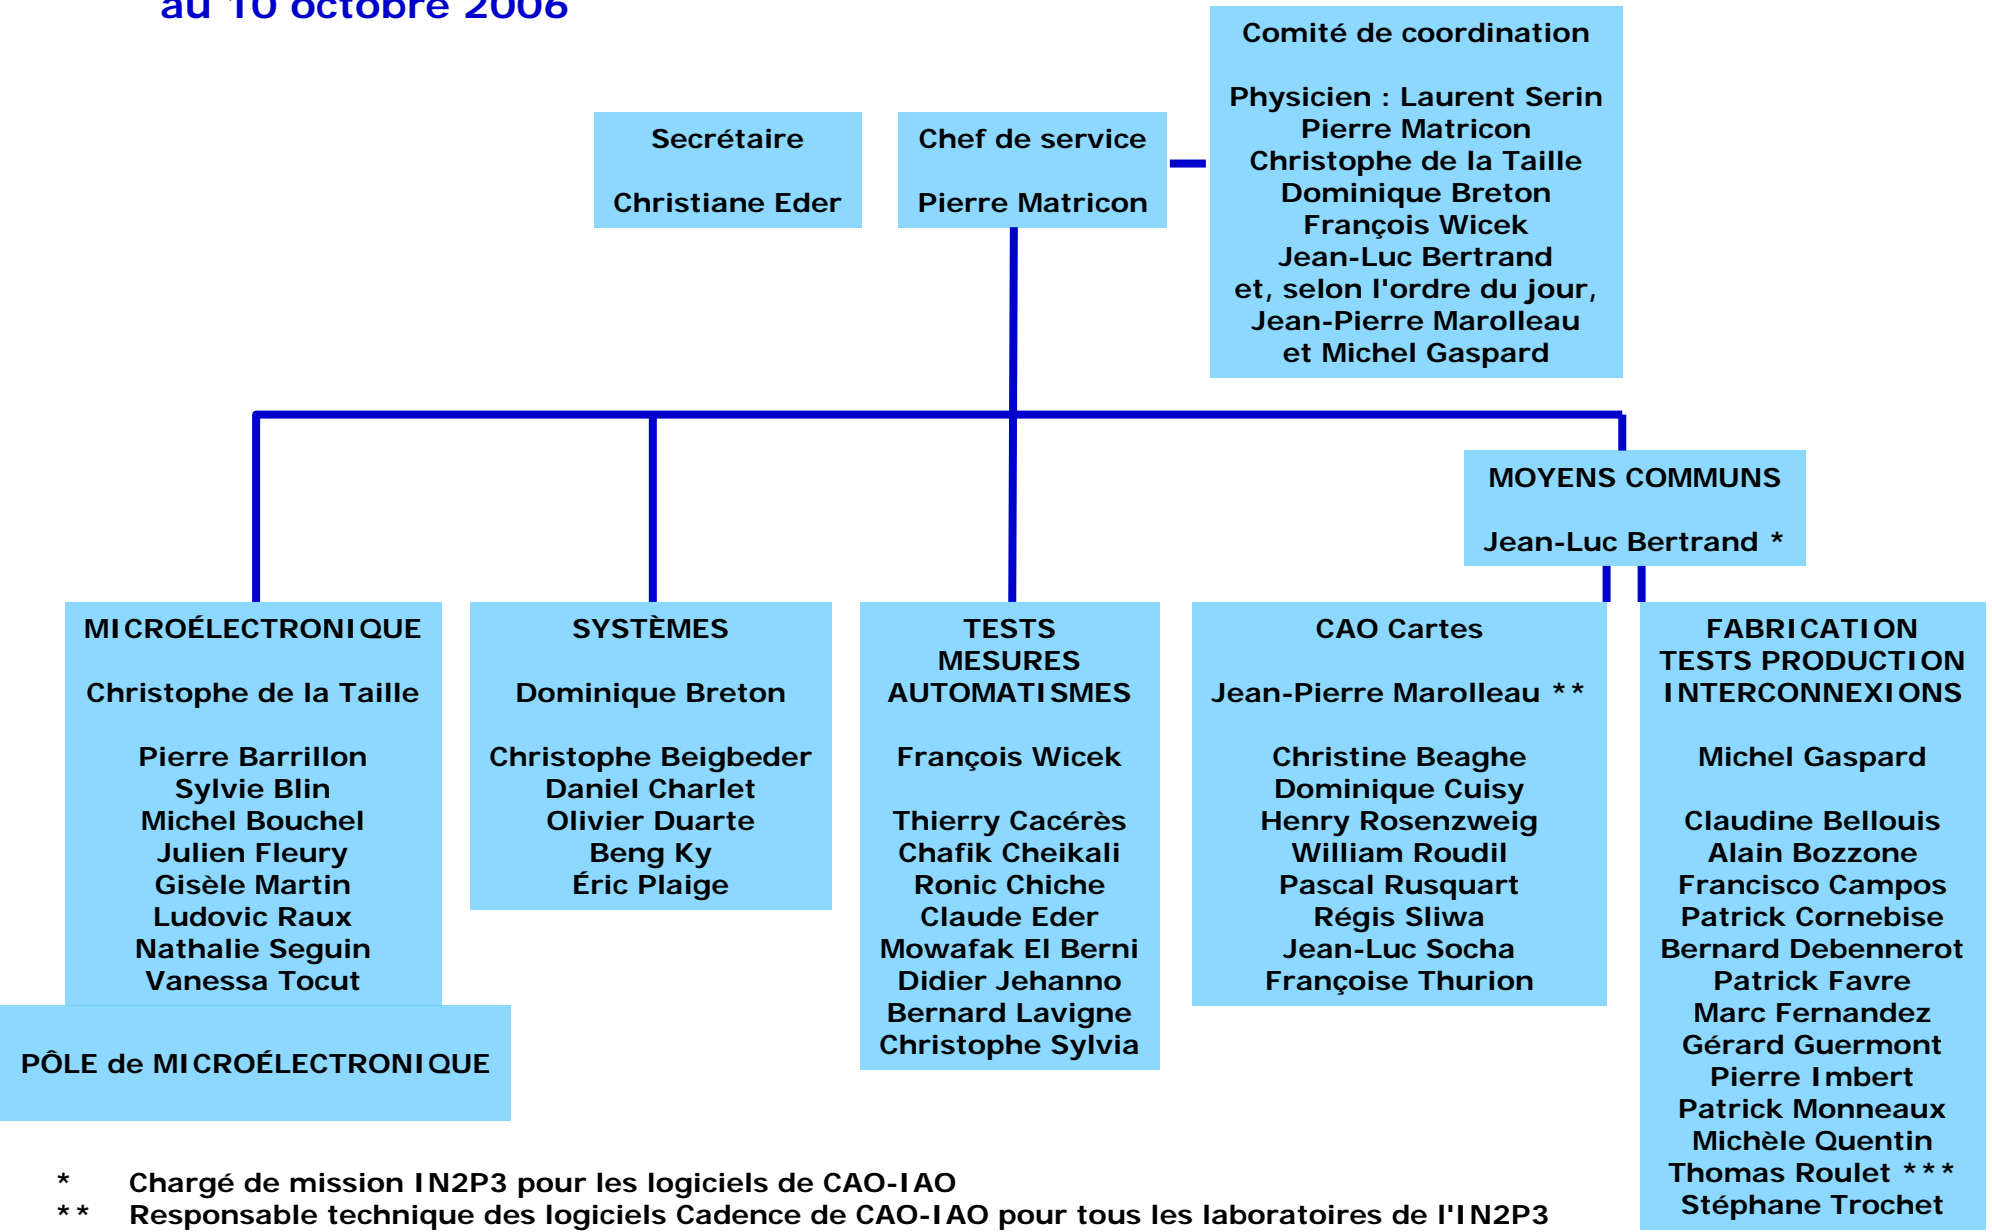 au 10 octobre 2006
Comité de coordination
Physicien : Laurent Serin
Pierre Matricon
Christophe de la Taille
Dominique Breton
François Wicek
Jean-Luc Bertrand
et, selon l'ordre du jour,
Jean-Pierre Marolleau
et Michel Gaspard
Secrétaire
Christiane Eder
Chef de service
Pierre Matricon
MOYENS COMMUNS
Jean-Luc Bertrand *
MICROÉLECTRONIQUE
Christophe de la Taille
Pierre Barrillon
Sylvie Blin
Michel Bouchel
Julien Fleury
Gisèle Martin
Ludovic Raux
Nathalie Seguin
Vanessa Tocut
PÔLE de MICROÉLECTRONIQUE
SYSTÈMES
Dominique Breton
Christophe Beigbeder
Daniel Charlet
Olivier Duarte
Beng Ky
Éric Plaige
TESTS
MESURES
AUTOMATISMES
François Wicek
Thierry Cacérès
Chafik Cheikali
Ronic Chiche
Claude Eder
Mowafak El Berni
Didier Jehanno
Bernard Lavigne
Christophe Sylvia
CAO Cartes
Jean-Pierre Marolleau **
Christine Beaghe
Dominique Cuisy
Henry Rosenzweig
William Roudil
Pascal Rusquart
Régis Sliwa
Jean-Luc Socha
Françoise Thurion
FABRICATION
TESTS PRODUCTION
INTERCONNEXIONS
Michel Gaspard
Claudine Bellouis
Alain Bozzone
Francisco Campos
Patrick Cornebise
Bernard Debennerot
Patrick Favre
Marc Fernandez
Gérard Guermont
Pierre Imbert
Patrick Monneaux
Michèle Quentin
Thomas Roulet ***
Stéphane Trochet
* Chargé de mission IN2P3 pour les logiciels de CAO-IAO
** Responsable technique des logiciels Cadence de CAO-IAO pour tous les laboratoires de l'IN2P3